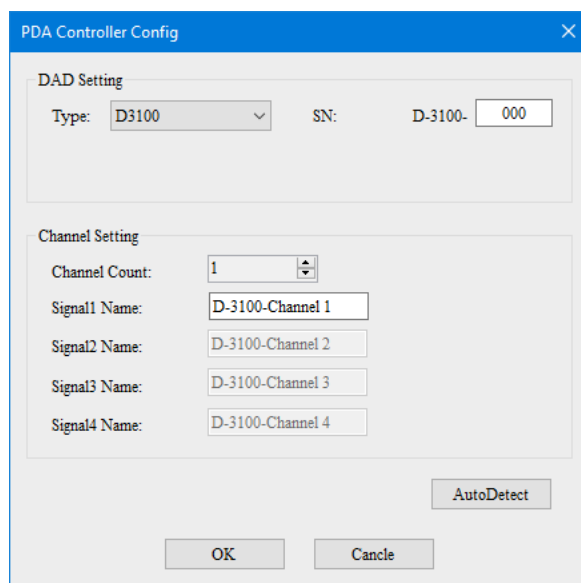 PDA Controller Config
DAD Setting
Type: D3100 SN: D-3100- 000
Channel Setting
Channel Count: 1
Signal1 Name: D-3100-Channel 1
Signal2 Name: D-3100-Channel 2
Signal3 Name: D-3100-Channel 3
Signal4 Name: D-3100-Channel 4
AutoDetect
OK Cancle